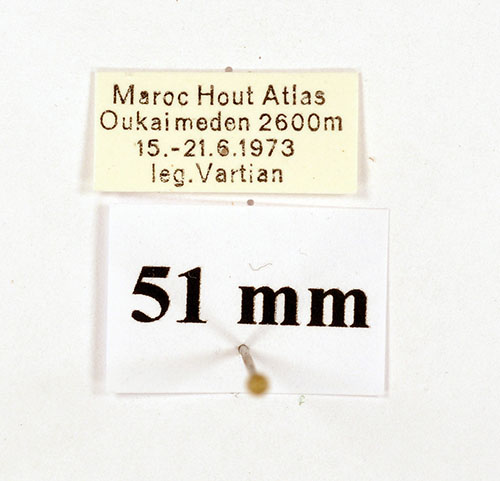 Maroc Hout Atlas
Oukaimeden 2600m
15.-21.6.1973
leg.Vartian
51 mm